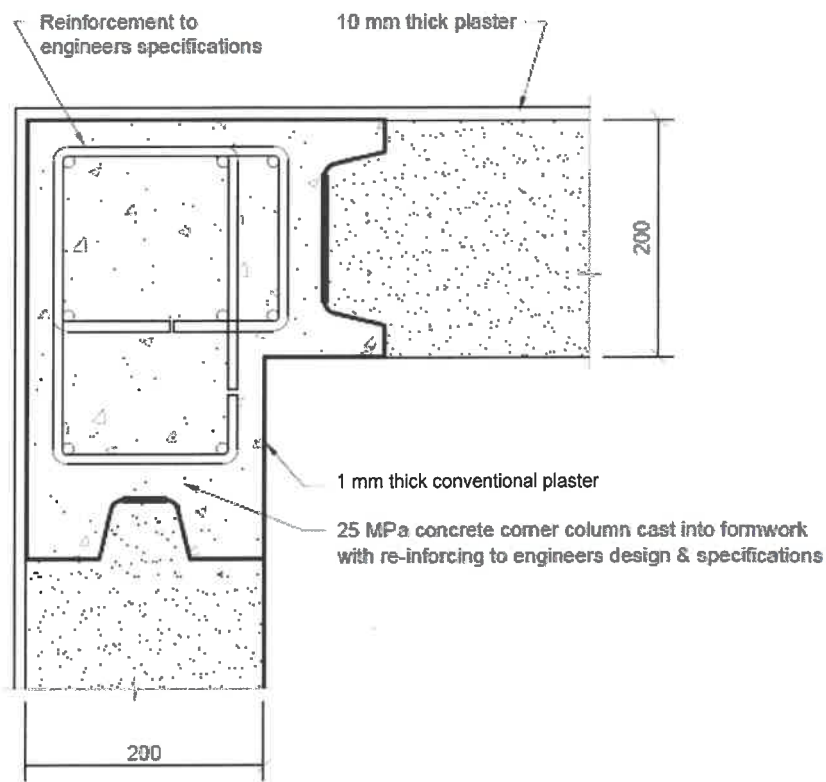 Reinforcement to
engineers specifications
10 mm thick plaster
200
1 mm thick conventional plaster
25 MPa concrete corner column cast into formwork
with re-inforcing to engineers design & specifications
200